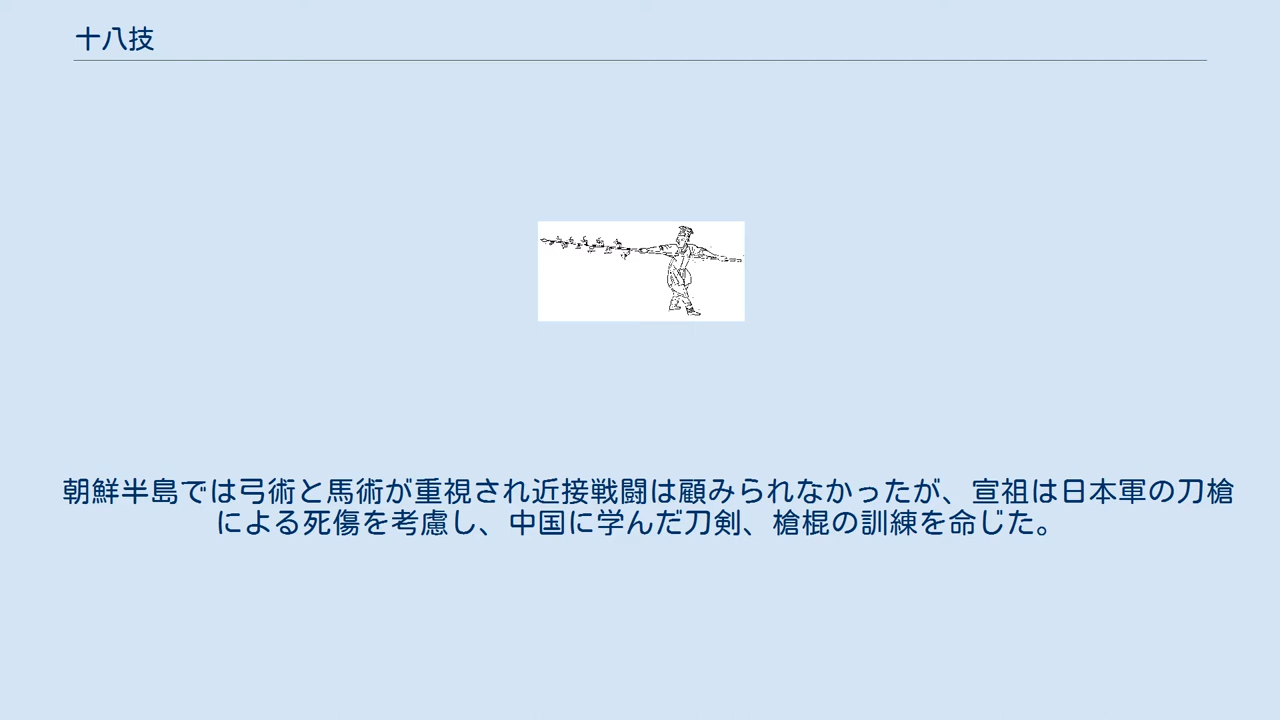 十八技
朝鮮半島では弓術と馬術が重視され近接戦闘は顧みられなかったが、宣祖は日本軍の刀槍
による死傷を考慮し、中国に学んだ刀剣、槍棍の訓練を命じた。